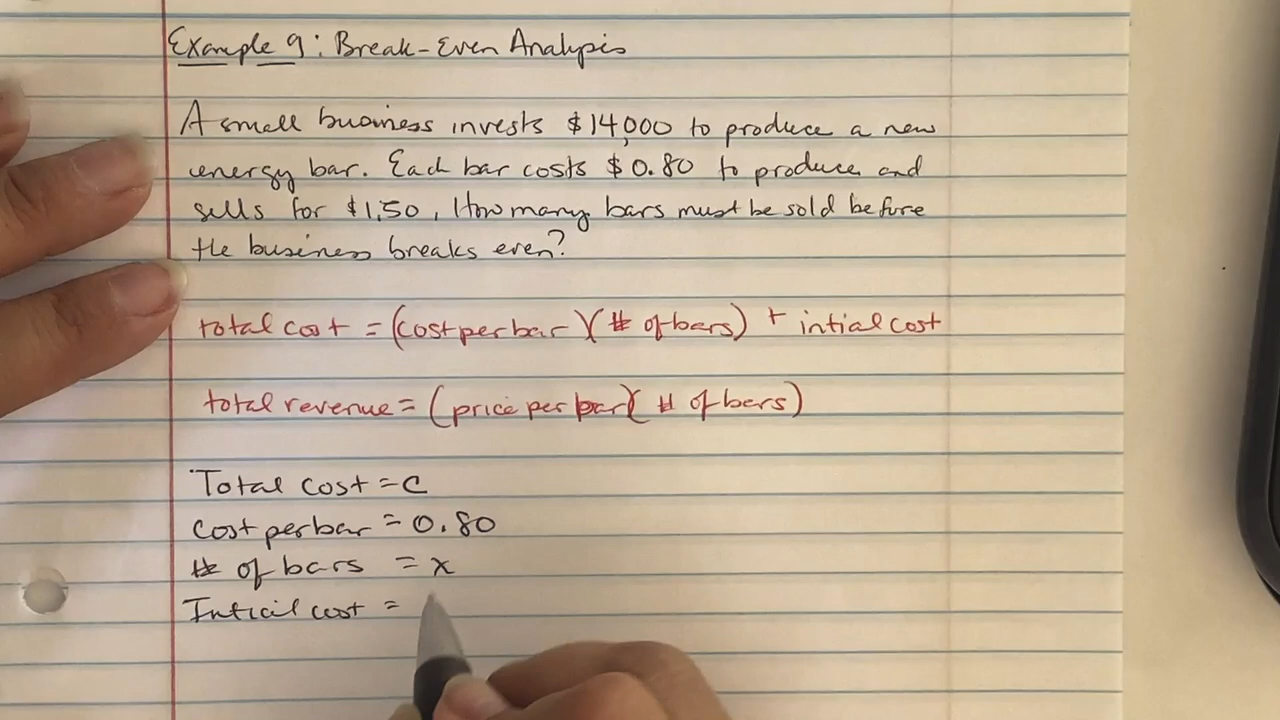 Example 9: Break-Even Analysis
A small business invests $14,000 to produce a new
energy bar. Each bar costs $0.80 to produce and
sells for $1.50. How many bars must be sold before
the business breaks even?
total cost = (cost per bar)(# of bars) + intial cost
total revenue = (price per bar)(# of bars)
Total cost = C
Cost per bar = 0.80
# of bars = x
Intial cost =